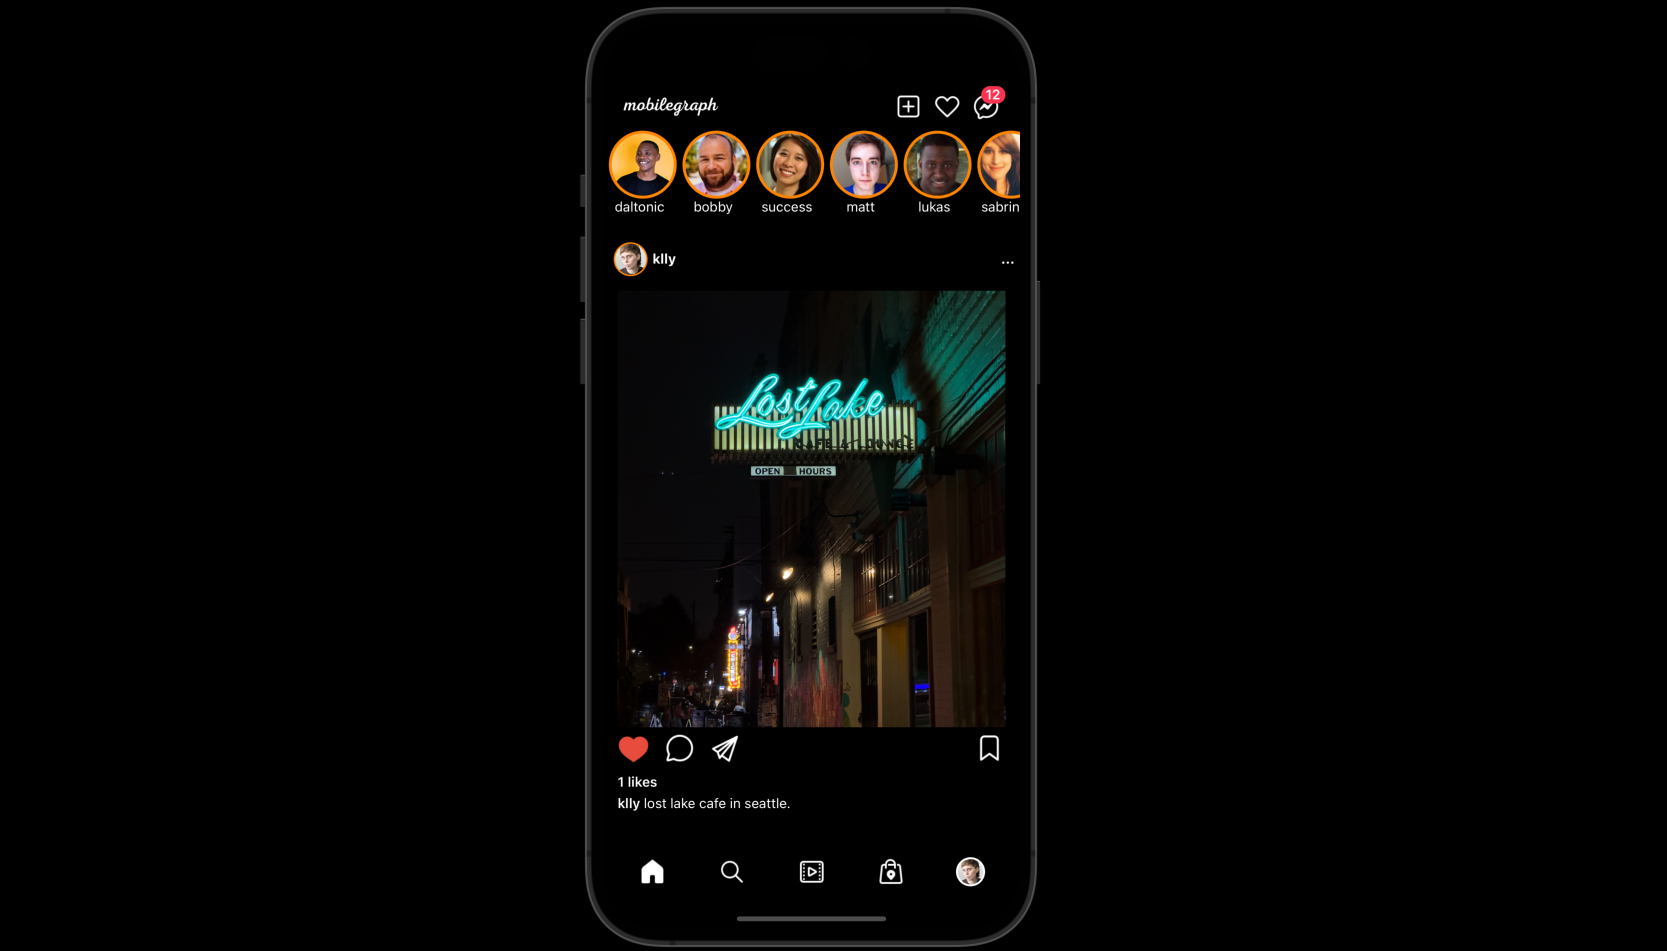 mobilegraph
12
daltonic bobby success matt lukas sabrin
klly
...
Lost Lake
CAFE & LOUNGE
OPEN HOURS
1 likes
klly lost lake cafe in seattle.